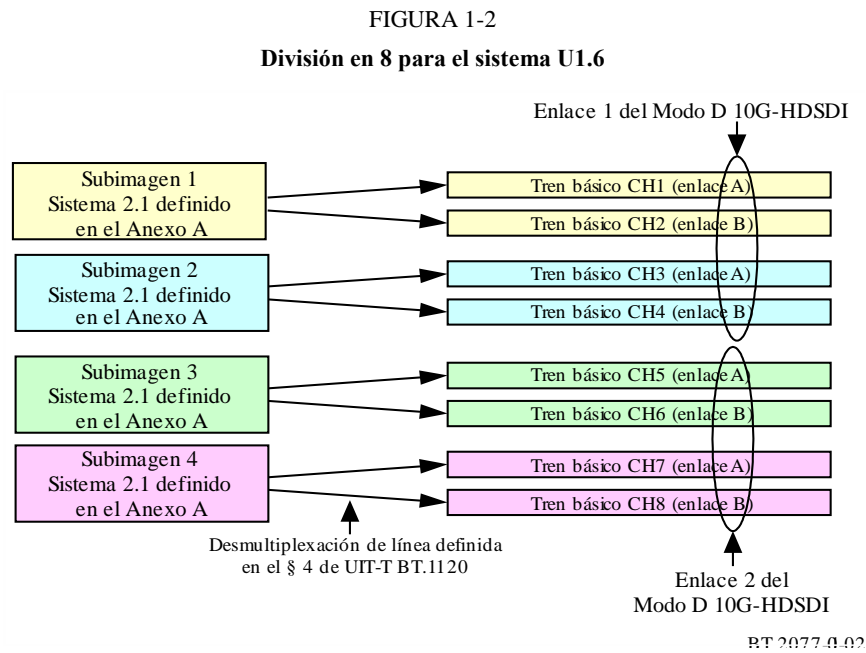 FIGURA 1-2
División en 8 para el sistema U1.6
Enlace 1 del Modo D 10G-HDSDI
Subimagen 1
Sistema 2.1 definido
en el Anexo A
Tren básico CH1 (enlace A)
Tren básico CH2 (enlace B)
Subimagen 2
Sistema 2.1 definido
en el Anexo A
Tren básico CH3 (enlace A)
Tren básico CH4 (enlace B)
Subimagen 3
Sistema 2.1 definido
en el Anexo A
Tren básico CH5 (enlace A)
Tren básico CH6 (enlace B)
Subimagen 4
Sistema 2.1 definido
en el Anexo A
Tren básico CH7 (enlace A)
Tren básico CH8 (enlace B)
Desmultiplexación de línea definida
en el § 4 de UIT-T BT.1120
Enlace 2 del
Modo D 10G-HDSDI